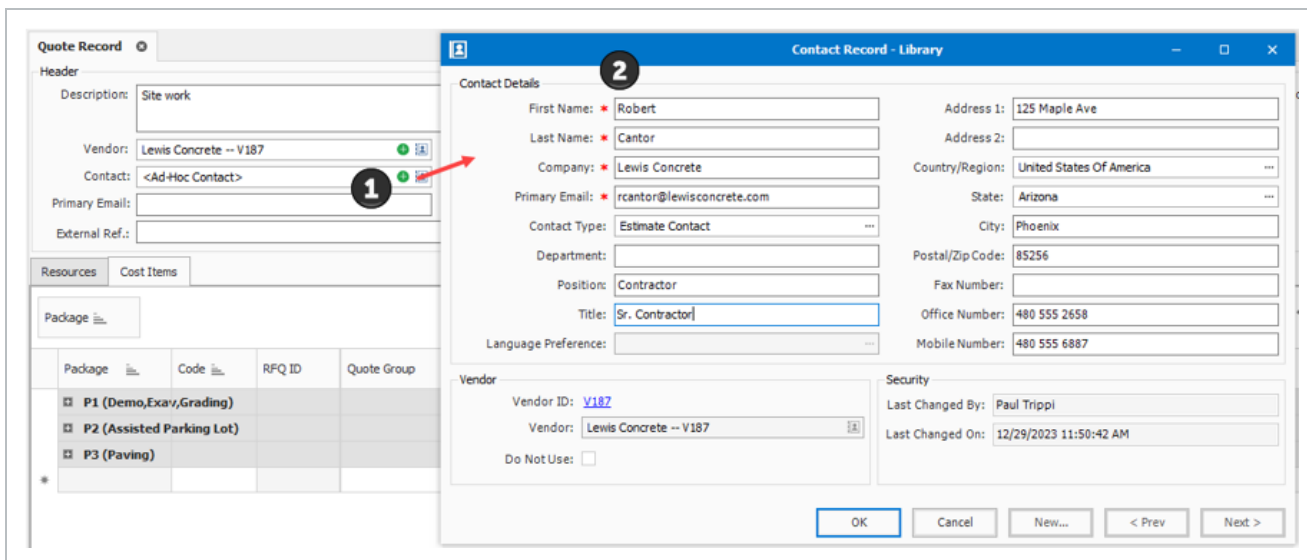 Quote Record
Header
Description: Site work
Vendor: Lewis Concrete -- V187
Contact: <Ad-Hoc Contact>
Primary Email:
External Ref.:
Resources Cost Items
Package
Package Code RFQ ID Quote Group
P1 (Demo,Exav,Grading)
P2 (Assisted Parking Lot)
P3 (Paving)
1
2
Contact Record - Library
Contact Details
First Name: * Robert
Last Name: * Cantor
Company: * Lewis Concrete
Primary Email: * rcantor@lewisconcrete.com
Contact Type: Estimate Contact ...
Department:
Position: Contractor
Title: Sr. Contractor
Language Preference: ...
Address 1: 125 Maple Ave
Address 2:
Country/Region: United States Of America ...
State: Arizona ...
City: Phoenix
Postal/Zip Code: 85256
Fax Number:
Office Number: 480 555 2658
Mobile Number: 480 555 6887
Vendor
Vendor ID: V187
Vendor: Lewis Concrete -- V187
Do Not Use:
Security
Last Changed By: Paul Trippi
Last Changed On: 12/29/2023 11:50:42 AM
OK Cancel New... < Prev Next >